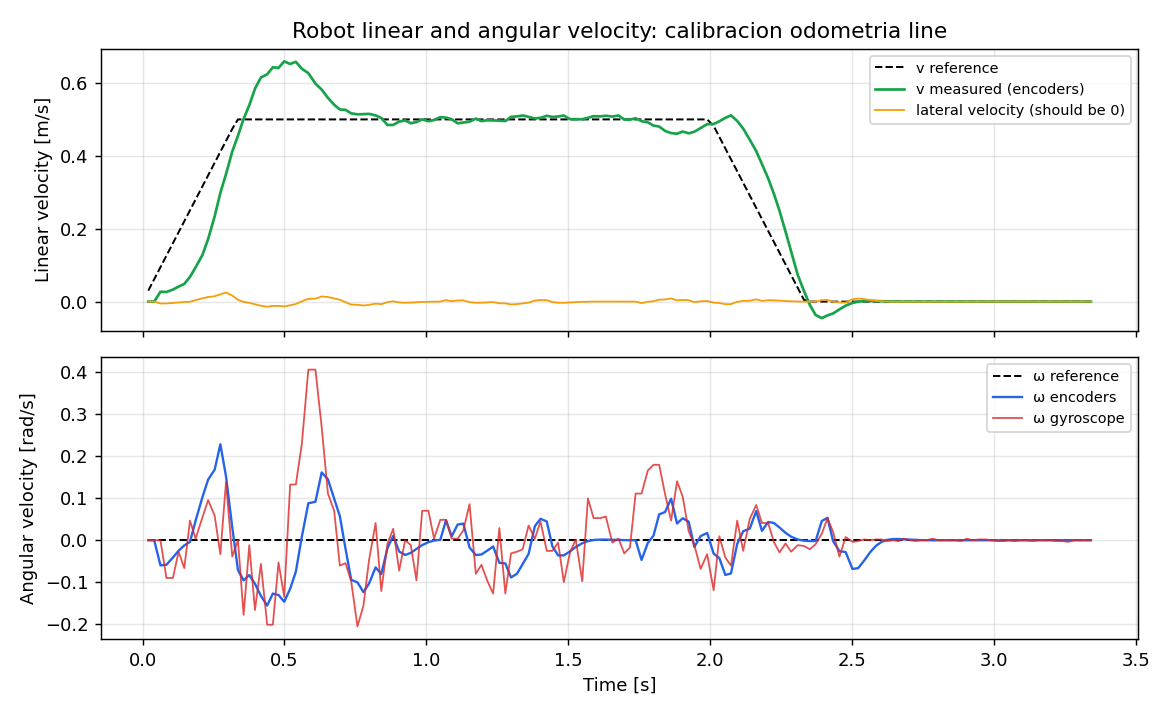 Robot linear and angular velocity: calibracion odometria line
Linear velocity [m/s]
0.6
0.4
0.2
0.0
v reference
v measured (encoders)
lateral velocity (should be 0)
Angular velocity [rad/s]
0.4
0.3
0.2
0.1
0.0
−0.1
−0.2
ω reference
ω encoders
ω gyroscope
0.0 0.5 1.0 1.5 2.0 2.5 3.0 3.5
Time [s]